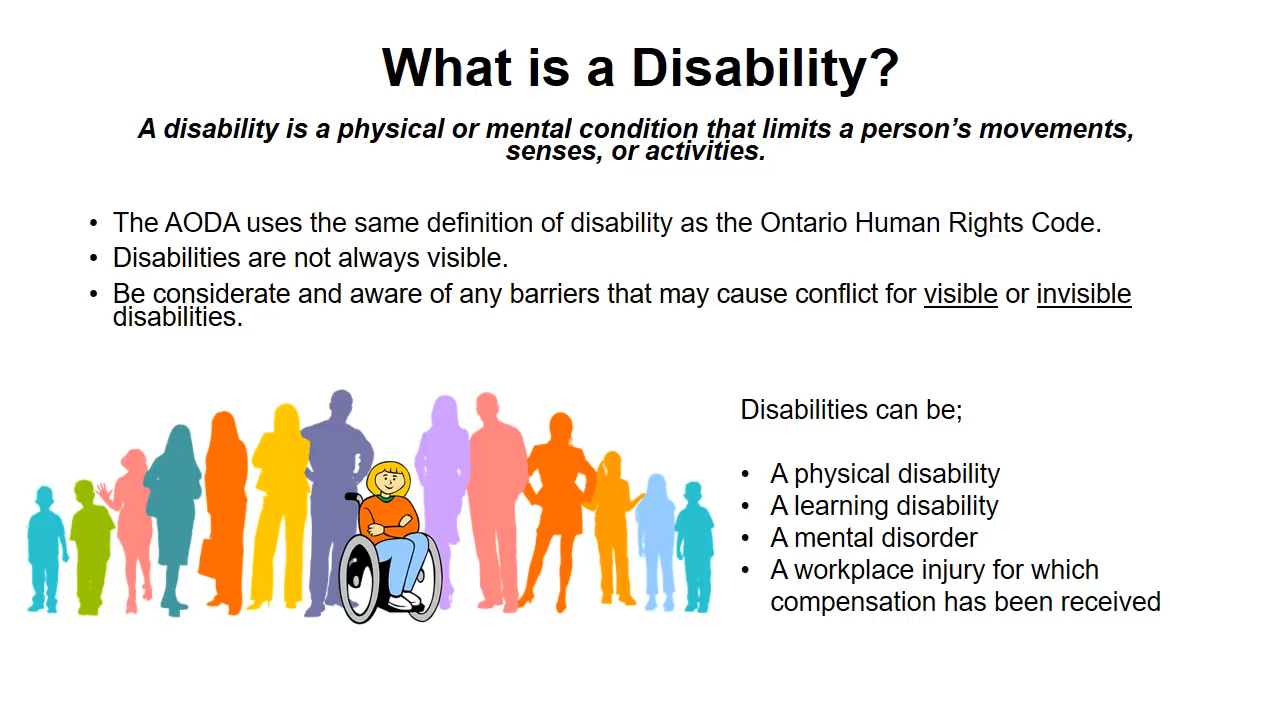 What is a Disability?
A disability is a physical or mental condition that limits a person’s movements,
senses, or activities.
• The AODA uses the same definition of disability as the Ontario Human Rights Code.
• Disabilities are not always visible.
• Be considerate and aware of any barriers that may cause conflict for visible or invisible
disabilities.
Disabilities can be;
• A physical disability
• A learning disability
• A mental disorder
• A workplace injury for which
compensation has been received